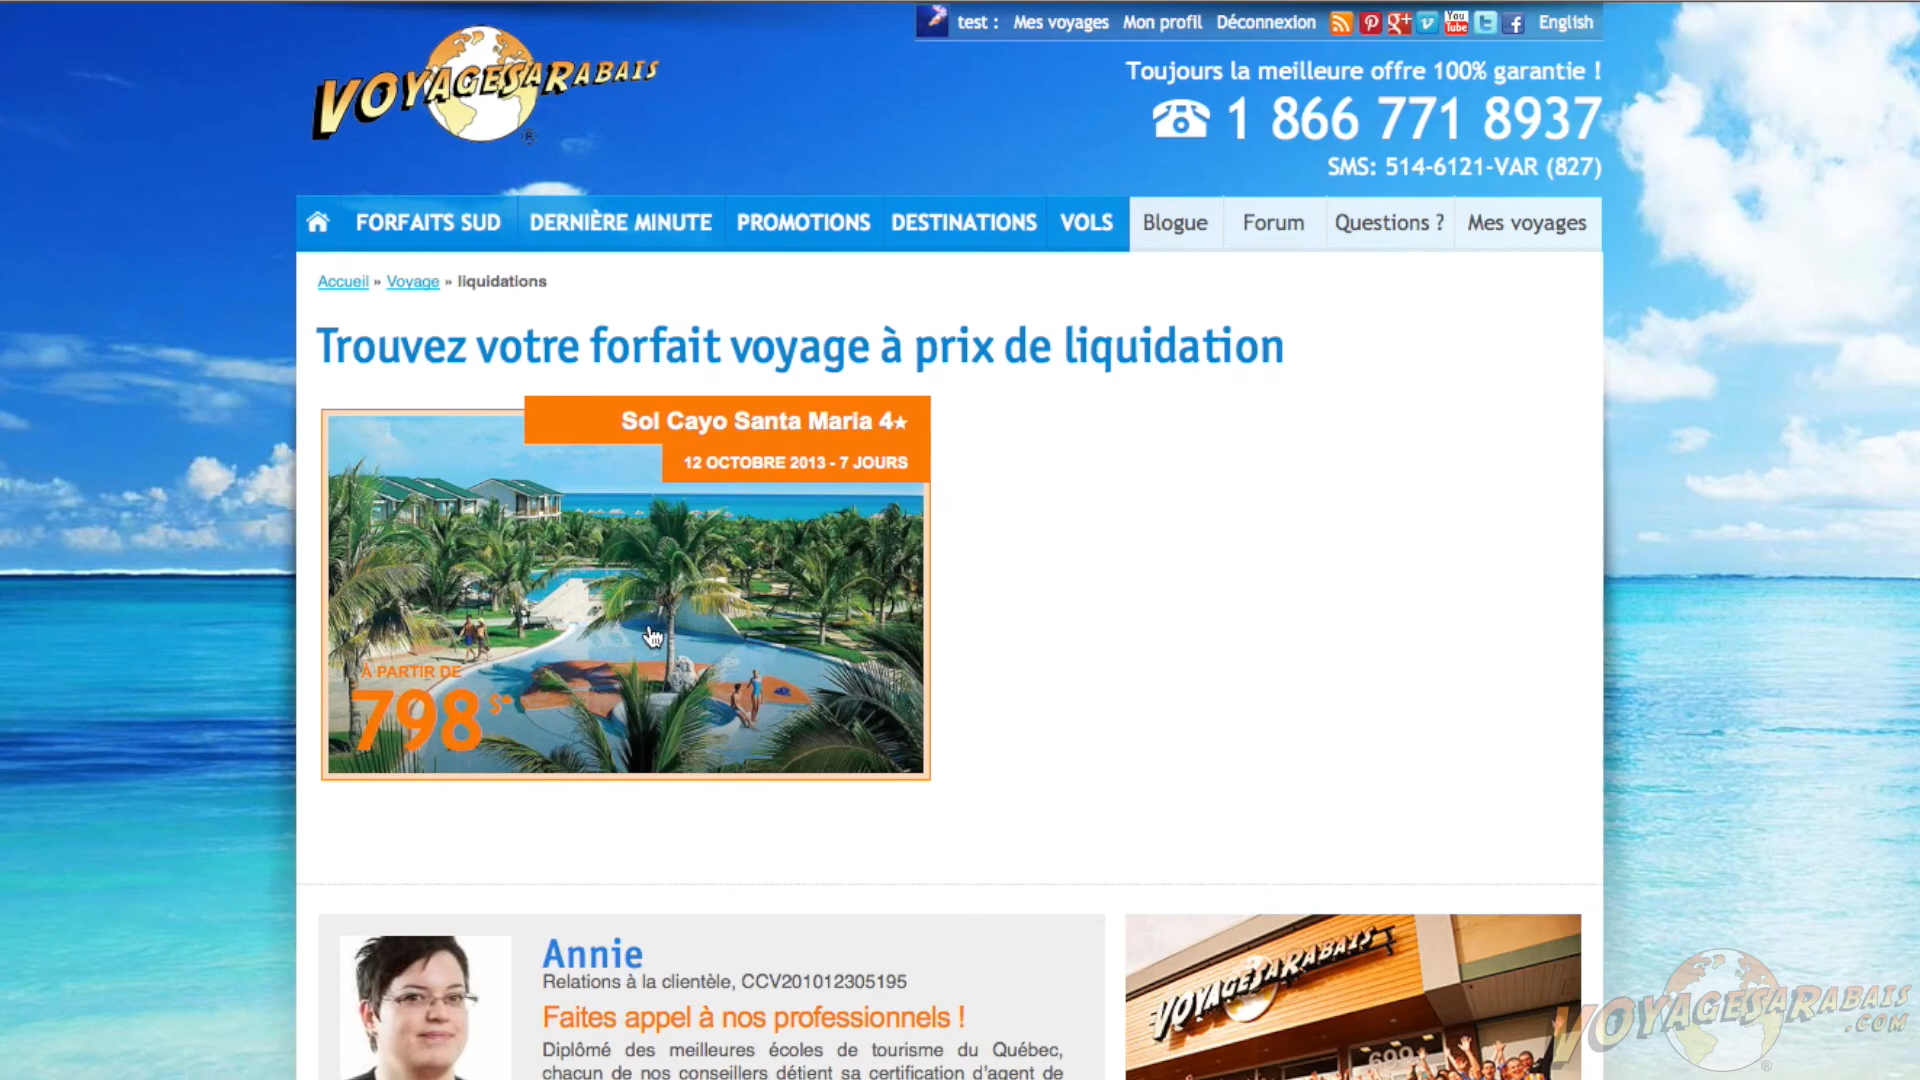 test : Mes voyages Mon profil Déconnexion You Tube English
VOYAGESARABAIS ®
Toujours la meilleure offre 100% garantie !
1 866 771 8937
SMS: 514-6121-VAR (827)
FORFAITS SUD DERNIÈRE MINUTE PROMOTIONS DESTINATIONS VOLS Blogue Forum Questions ? Mes voyages
Accueil » Voyage » liquidations
Trouvez votre forfait voyage à prix de liquidation
Sol Cayo Santa Maria 4★
12 OCTOBRE 2013 - 7 JOURS
À PARTIR DE
798$*
Annie
Relations à la clientèle, CCV201012305195
Faites appel à nos professionnels !
Diplômé des meilleures écoles de tourisme du Québec,
chacun de nos conseillers détient sa certification d'agent de
VOYAGESARABAIS
VOYAGESARABAIS
.COM
®